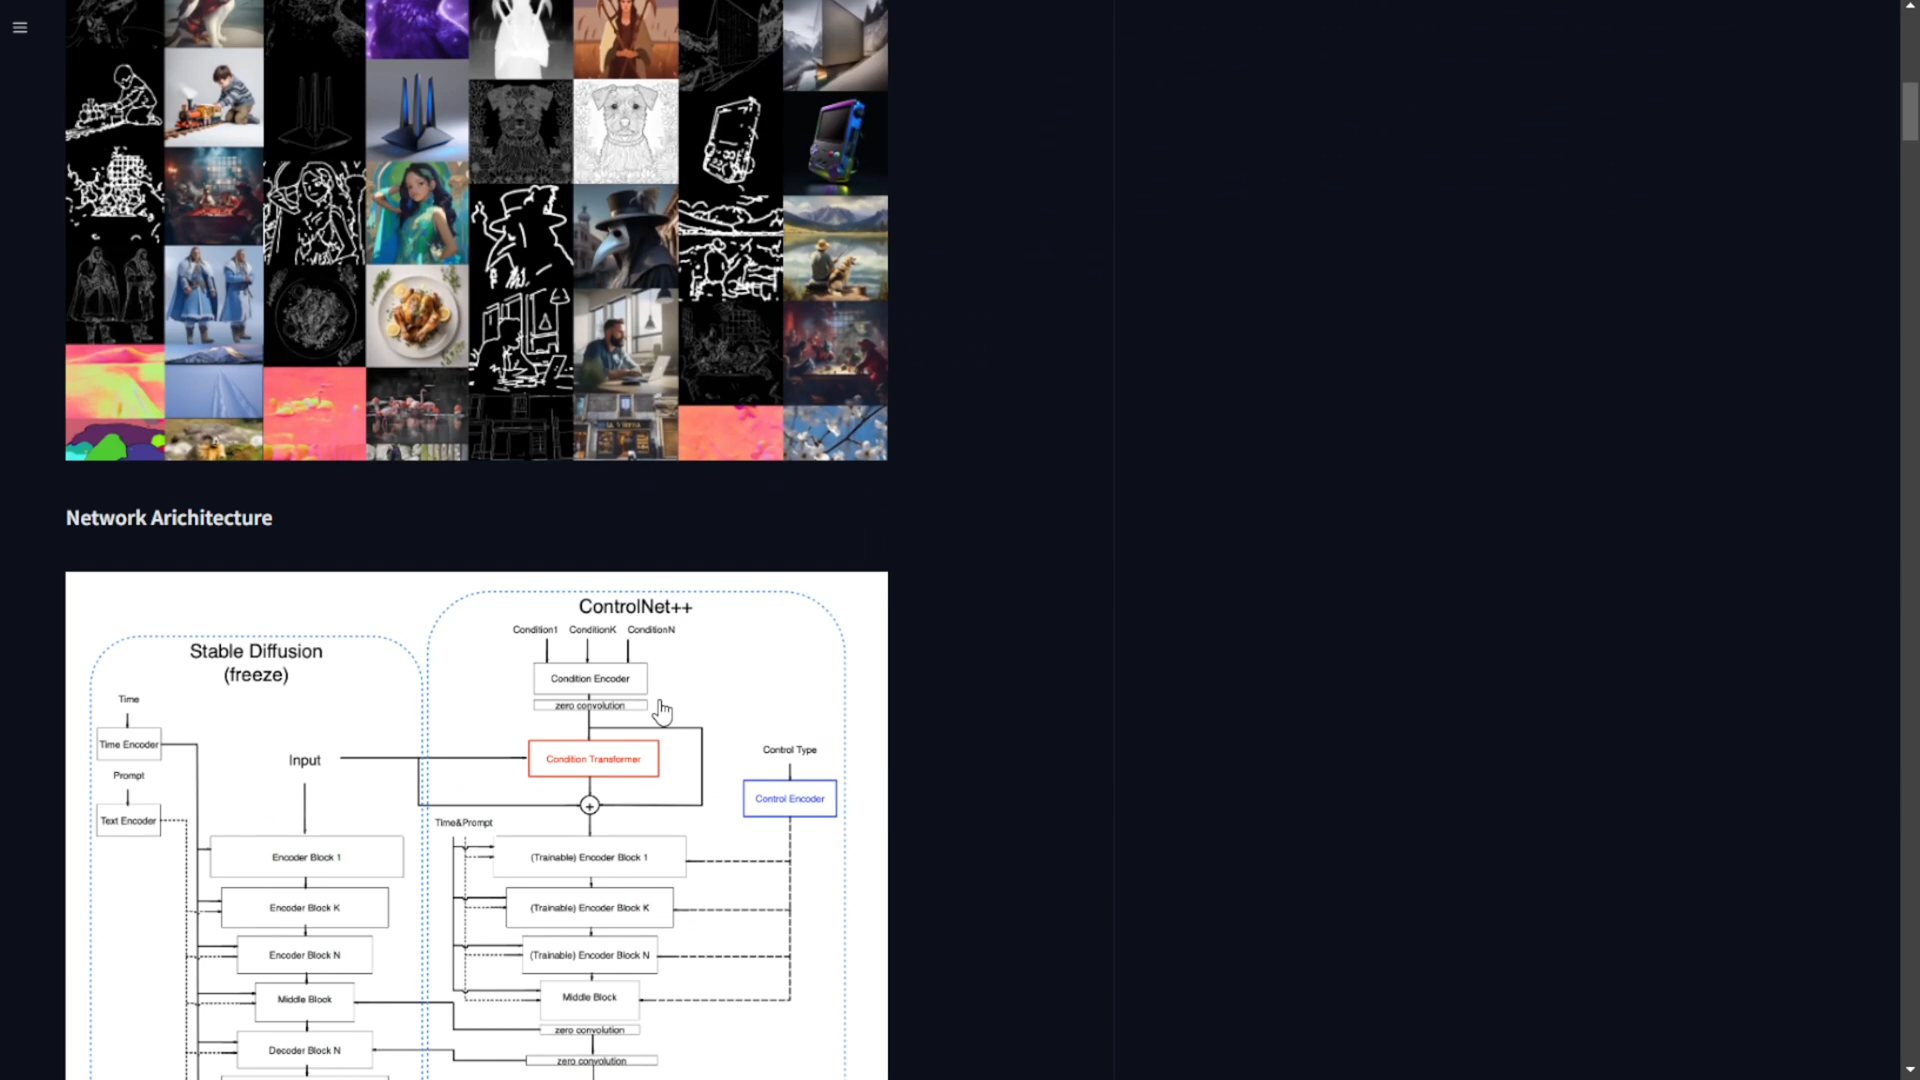 Network Arichitecture
ControlNet++
Condition1 ConditionK ConditionN
Stable Diffusion
(freeze)
Condition Encoder
Time
zero convolution
Time Encoder
Control Type
Input
Condition Transformer
Prompt
Control Encoder
+
Text Encoder
Time&Prompt
Encoder Block 1
(Trainable) Encoder Block 1
Encoder Block K
(Trainable) Encoder Block K
Encoder Block N
(Trainable) Encoder Block N
Middle Block
Middle Block
zero convolution
Decoder Block N
zero convolution